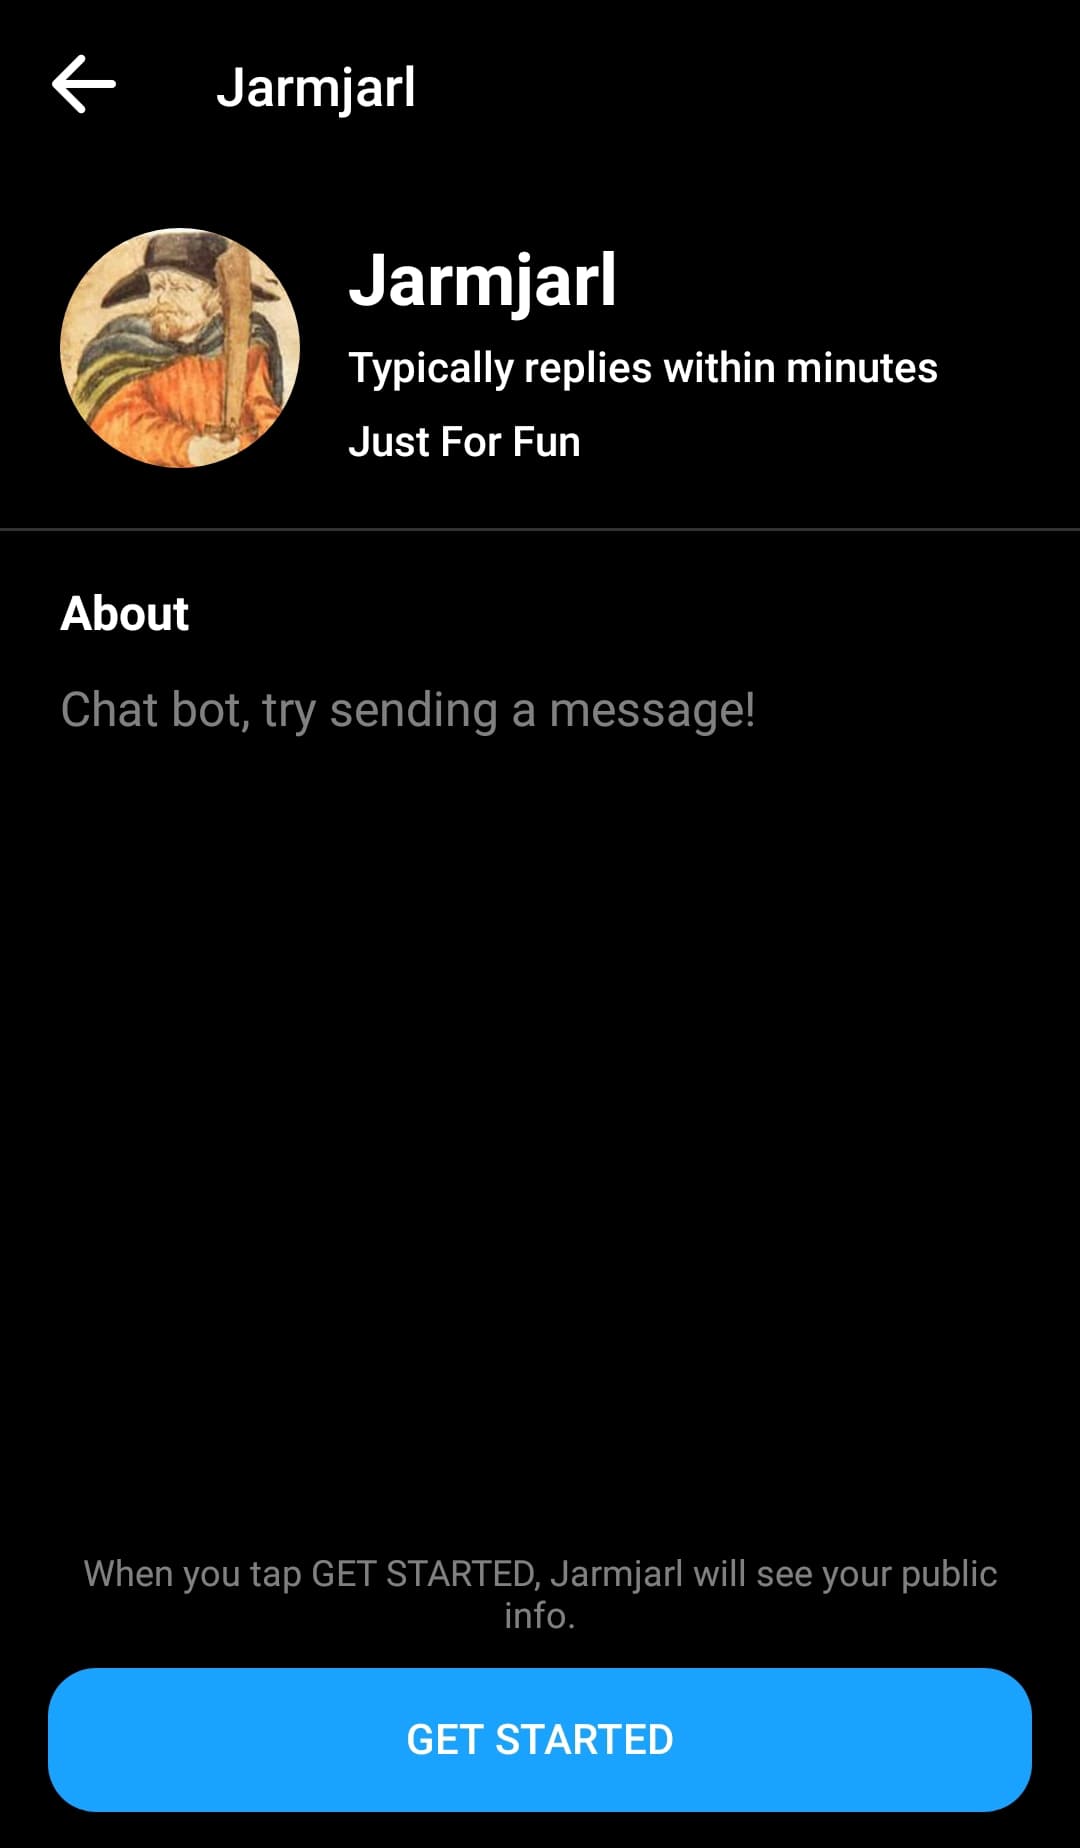 Jarmjarl
Jarmjarl
Typically replies within minutes
Just For Fun
About
Chat bot, try sending a message!
When you tap GET STARTED, Jarmjarl will see your public
info.
GET STARTED